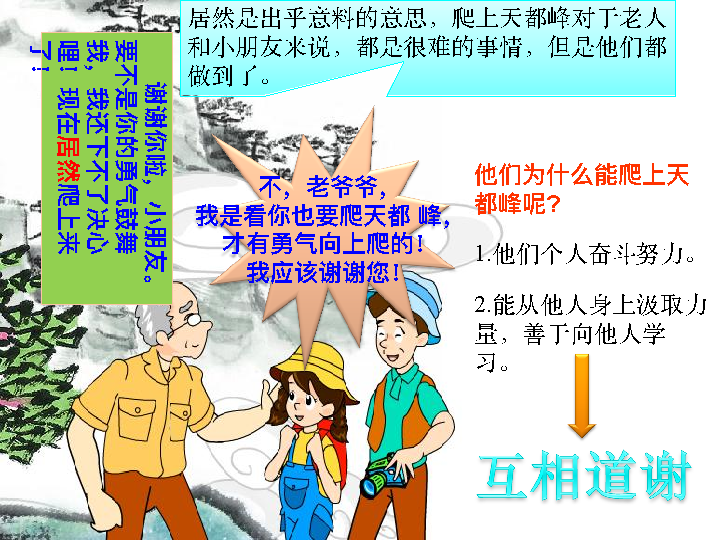 居然是出乎意料的意思，爬上天都峰对于老人
和小朋友来说，都是很难的事情，但是他们都
做到了。
谢谢你啦，小朋友。
要不是你的勇气鼓舞
我，我还下不了决心
哩！现在居然爬上来
了！
不，老爷爷，
我是看你也要爬天都 峰，
才有勇气向上爬的！
我应该谢谢您！
他们为什么能爬上天
都峰呢?
1.他们个人奋斗努力。
2.能从他人身上汲取力
量，善于向他人学
习。
互相道谢